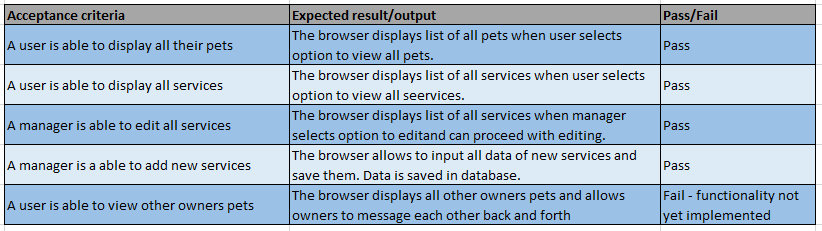 Acceptance criteria Expected result/output Pass/Fail
A user is able to display all their pets
The browser displays list of all pets when user selects
option to view all pets.
Pass
A user is able to display all services
The browser displays list of all services when user selects
option to view all seervices.
Pass
A manager is able to edit all services
The browser displays list of all services when manager
selects option to editand can proceed with editing.
Pass
A manager is a able to add new services
The browser allows to input all data of new services and
save them. Data is saved in database.
Pass
A user is able to view other owners pets
The browser displays all other owners pets and allows
owners to message each other back and forth
Fail - functionality not
yet implemented